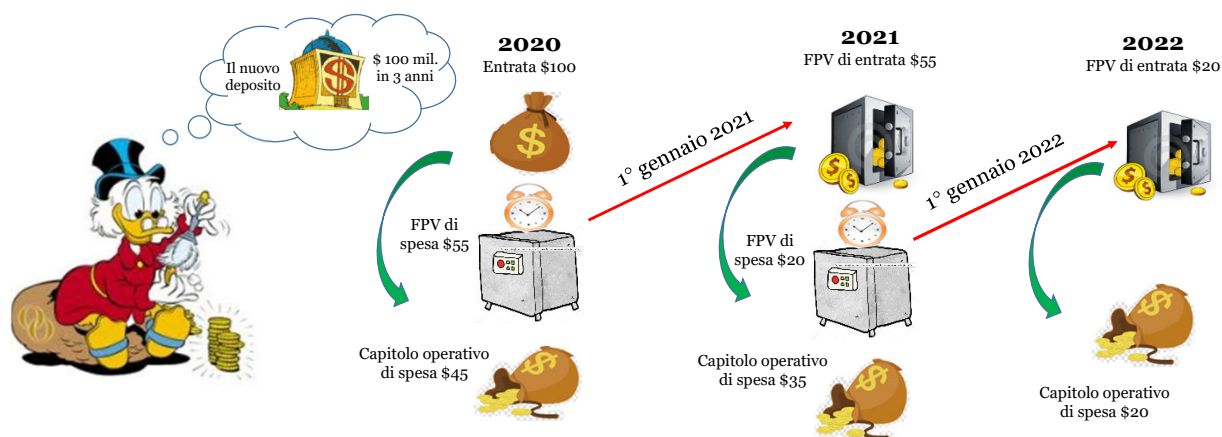 Il nuovo
deposito
$ 100 mil.
in 3 anni
2020
Entrata $100
FPV di
spesa $55
Capitolo operativo
di spesa $45
1° gennaio 2021
2021
FPV di entrata $55
FPV di
spesa $20
Capitolo operativo
di spesa $35
1° gennaio 2022
2022
FPV di entrata $20
Capitolo operativo
di spesa $20